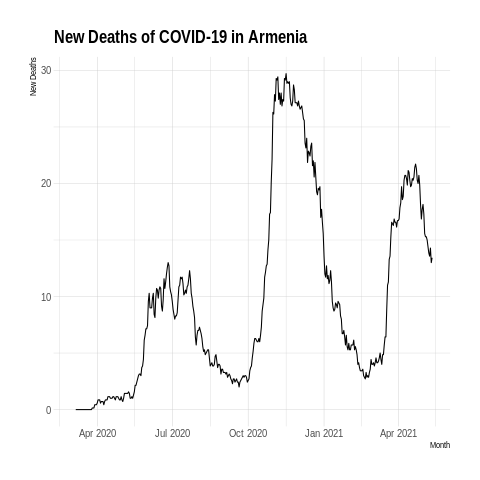 New Deaths of COVID-19 in Armenia
New Deaths
30
20
10
0
Apr 2020 Jul 2020 Oct 2020 Jan 2021 Apr 2021
Month